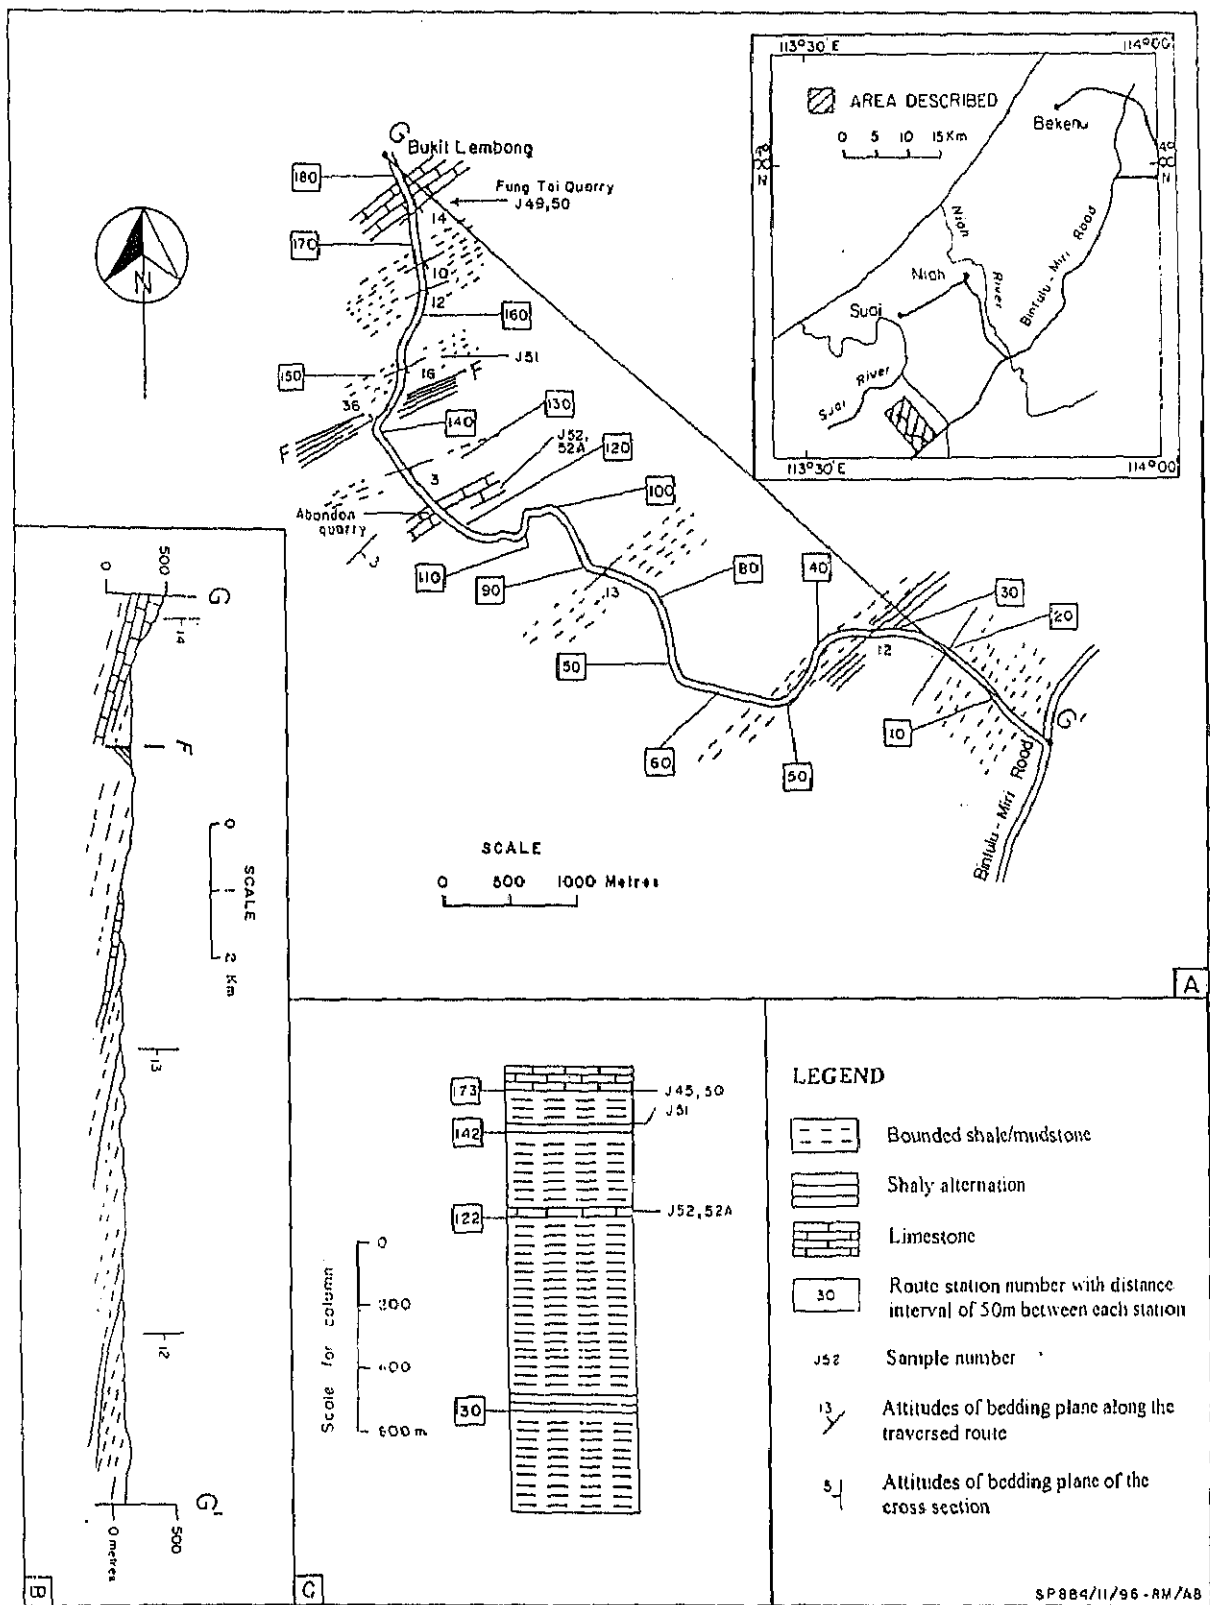 113°30'E
114°00'
AREA DESCRIBED
0 5 10 15 Km
Bekenu
4°
00
N
4°
00
N
Niah
River
Bintulu - Miri Road
Niah
Suai
Suai River
113°30'E
114°00
G
Bukit Lembong
180
Fung Tai Quarry
J49,50
14
170
10
12
160
J51
150
16
F
36
130
140
J52,
52A
120
F
3
100
Abandon
quarry
3
110
90
13
80
40
30
20
12
50
10
G'
60
50
Bintulu - Miri Road
N
SCALE
0 500 1000 Metres
A
500
0
G
14
F
SCALE
0 1 2 Km
13
12
G'
0 metres
500
B
173
J45,50
J51
142
122
J52,52A
30
Scale for column
0
200
400
600m
C
LEGEND
Bounded shale/mudstone
Shaly alternation
Limestone
30
Route station number with distance
interval of 50m between each station
J52
Sample number
13
Attitudes of bedding plane along the
traversed route
5
Attitudes of bedding plane of the
cross section
SP884/11/96-RM/AB